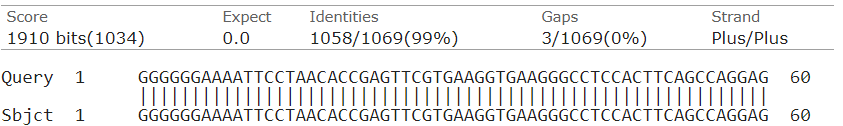 Score Expect Identities Gaps Strand
1910 bits(1034) 0.0 1058/1069(99%) 3/1069(0%) Plus/Plus
Query 1 GGGGGGAAAATTCCTAACACCGAGTTCGTGAAGGTGAAGGGCCTCCACTTCAGCCAGGAG 60
||||||||||||||||||||||||||||||||||||||||||||||||||||||||||||
Sbjct 1 GGGGGGAAAATTCCTAACACCGAGTTCGTGAAGGTGAAGGGCCTCCACTTCAGCCAGGAG 60